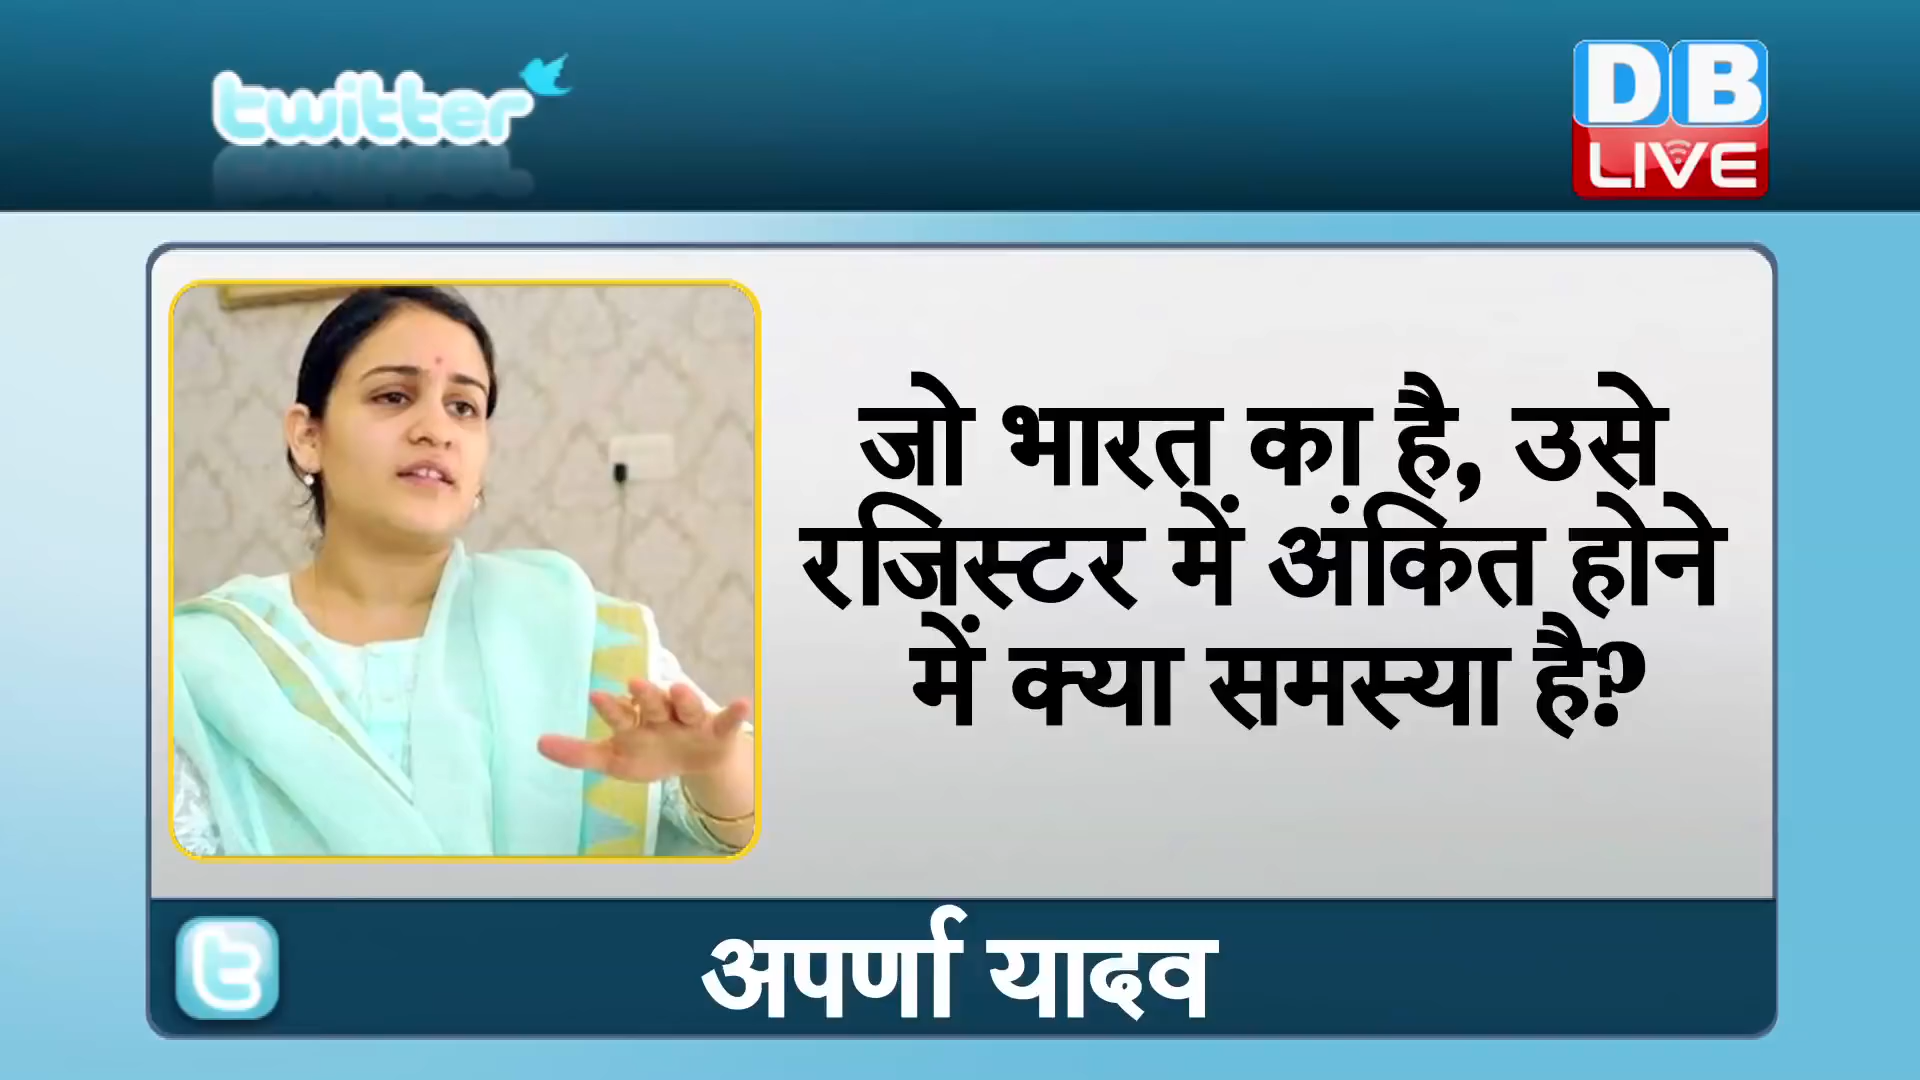 twitter
DB
LIVE
जो भारत का है, उसे
रजिस्टर में अंकित होने
में क्या समस्या है?
t
अपर्णा यादव